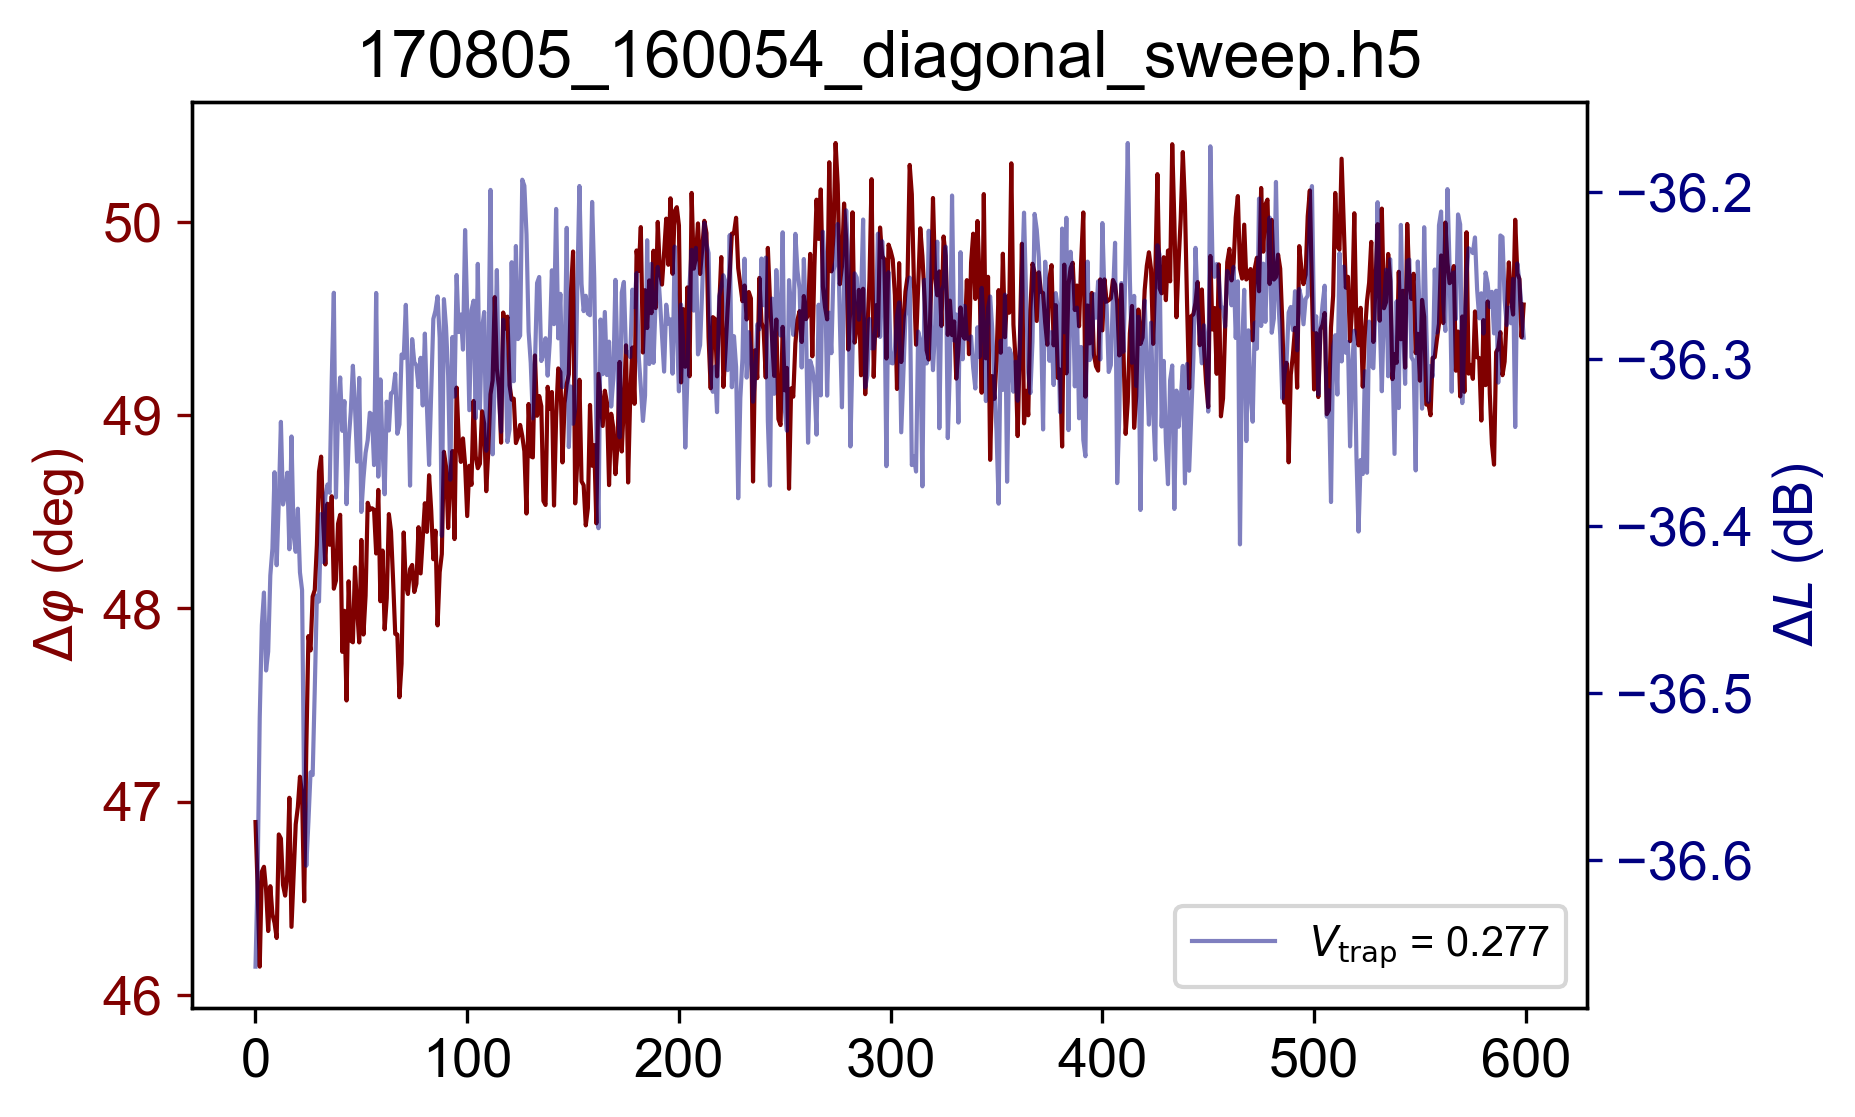 170805_160054_diagonal_sweep.h5
50
49
48
47
46
Δφ (deg)
−36.2
−36.3
−36.4
−36.5
−36.6
ΔL (dB)
V_trap = 0.277
0 100 200 300 400 500 600